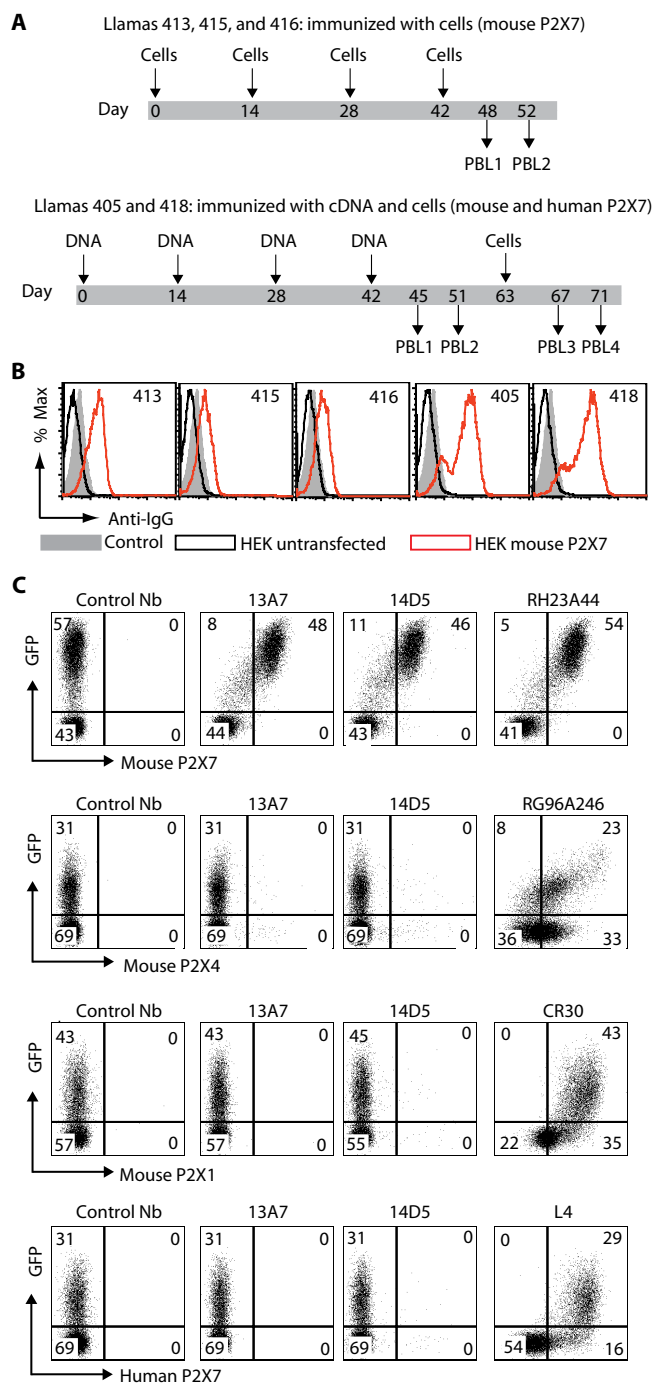 A
Llamas 413, 415, and 416: immunized with cells (mouse P2X7)
Cells Cells Cells Cells
Day 0 14 28 42 48 52
PBL1 PBL2
Llamas 405 and 418: immunized with cDNA and cells (mouse and human P2X7)
DNA DNA DNA DNA Cells
Day 0 14 28 42 45 51 63 67 71
PBL1 PBL2 PBL3 PBL4
B
% Max
413 415 416 405 418
Anti-IgG
Control HEK untransfected HEK mouse P2X7
C
Control Nb 13A7 14D5 RH23A44
GFP
57 0 8 48 11 46 5 54
43 0 44 0 43 0 41 0
Mouse P2X7
Control Nb 13A7 14D5 RG96A246
GFP
31 0 31 0 31 0 8 23
69 0 69 0 69 0 36 33
Mouse P2X4
Control Nb 13A7 14D5 CR30
GFP
43 0 43 0 45 0 0 43
57 0 57 0 55 0 22 35
Mouse P2X1
Control Nb 13A7 14D5 L4
GFP
31 0 31 0 31 0 0 29
69 0 69 0 69 0 54 16
Human P2X7